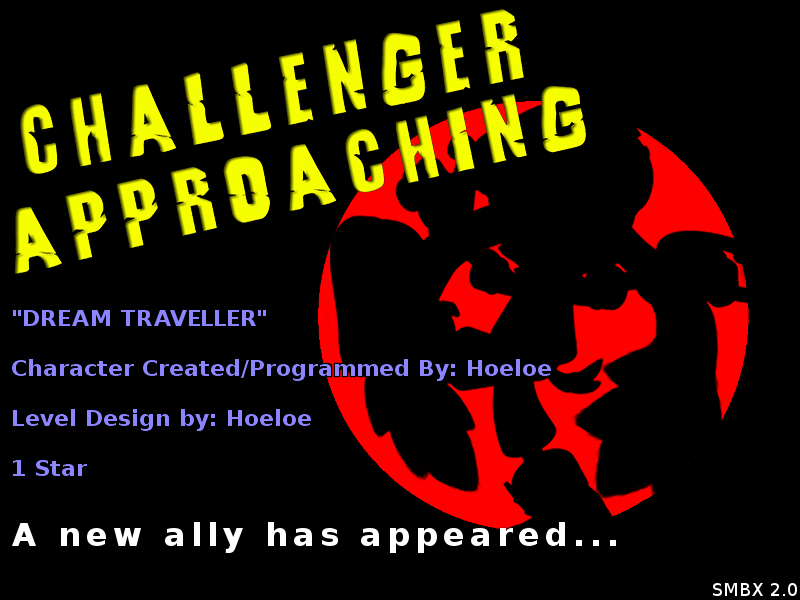 CHALLENGER
APPROACHING
"DREAM TRAVELLER"
Character Created/Programmed By: Hoeloe
Level Design by: Hoeloe
1 Star
A new ally has appeared...
SMBX 2.0